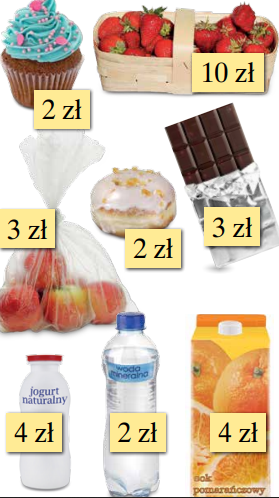 2 zł
10 zł
3 zł
2 zł
3 zł
jogurt
naturalny
4 zł
woda
mineralna
2 zł
4 zł
sok
pomarańczowy